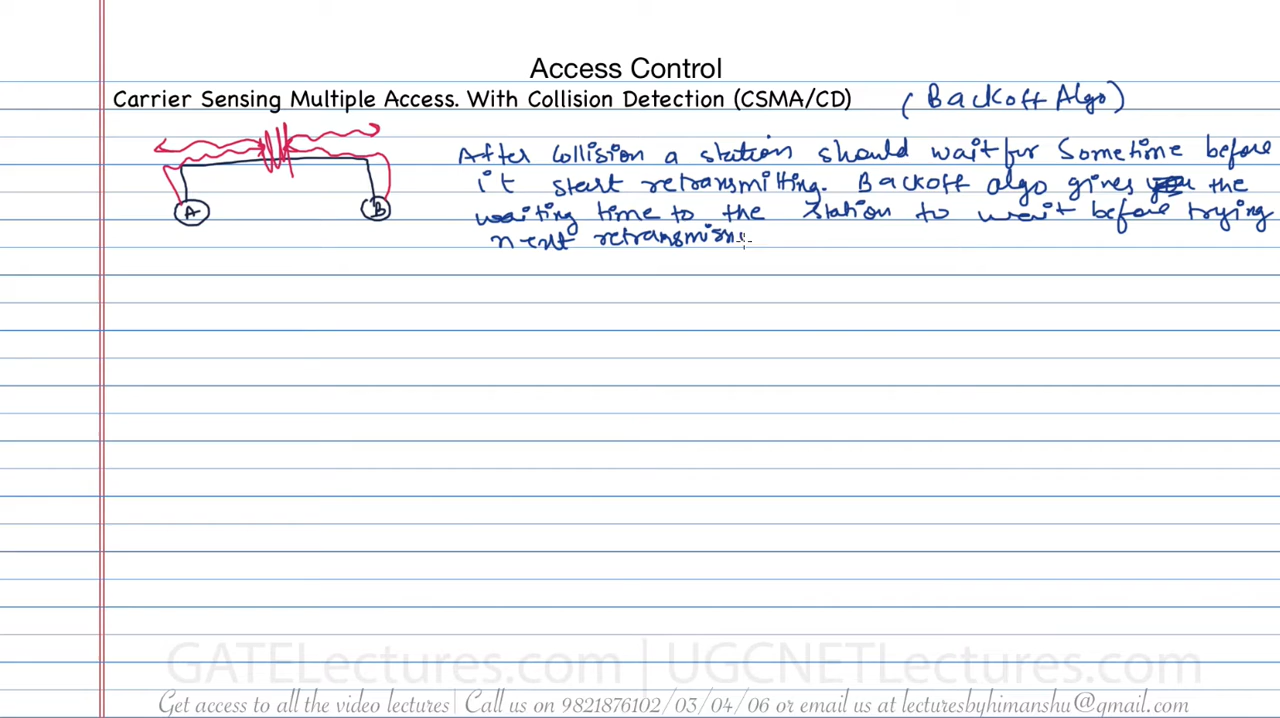 Access Control
Carrier Sensing Multiple Access. With Collision Detection (CSMA/CD) (Backoff Algo)
After Collision a station should wait for Sometime before
it start retransmitting. Backoff algo gives the
waiting time to the station to wait before trying
next retransmisn
A
B
GATELectures.com | UGCNETLectures.com
Get access to all the video lectures | Call us on 9821876102/03/04/06 or email us at lecturesbyhimanshu@gmail.com